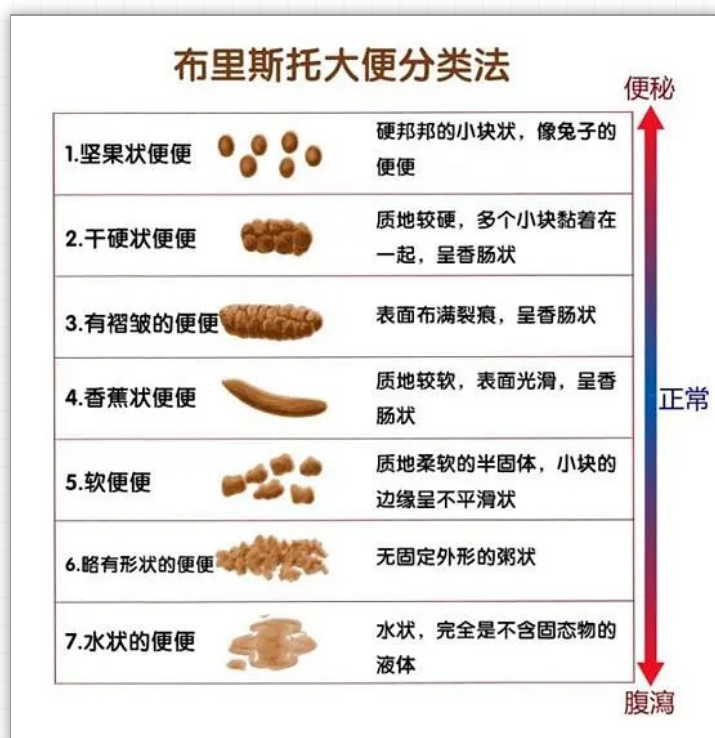 布里斯托大便分类法
便秘
1.坚果状便便
硬邦邦的小块状，像兔子的
便便
2.干硬状便便
质地较硬，多个小块黏着在
一起，呈香肠状
3.有褶皱的便便
表面布满裂痕，呈香肠状
4.香蕉状便便
质地较软，表面光滑，呈香
肠状
正常
5.软便便
质地柔软的半固体，小块的
边缘呈不平滑状
6.略有形状的便便
无固定外形的粥状
7.水状的便便
水状，完全是不含固态物的
液体
腹瀉